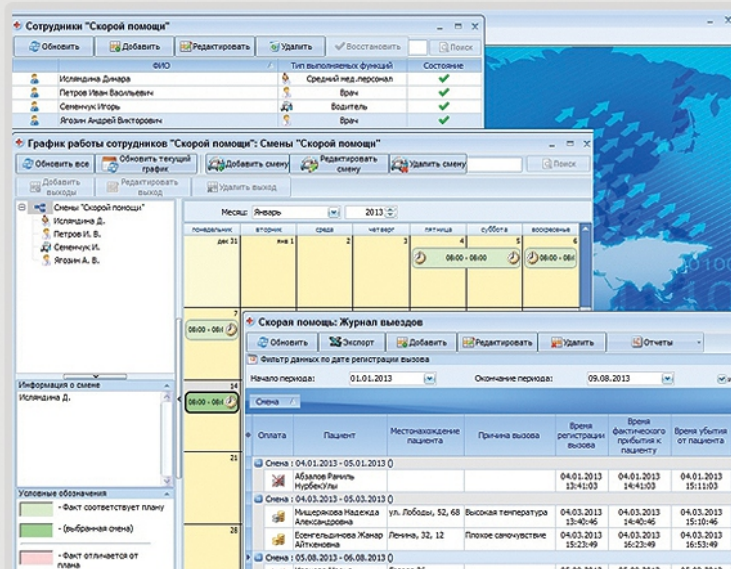 Сотрудники "Скорой помощи"
Обновить Добавить Редактировать Удалить Восстановить Поиск
ФИО Тип выполняемых функций Состояние
Ислямдина Динара Средний мед.персонал
Петров Иван Васильевич Врач
Семенчук Игорь Водитель
Ягозин Андрей Викторович Врач
График работы сотрудников "Скорой помощи": Смены "Скорой помощи"
Обновить все Обновить текущий график Добавить смену Редактировать смену Удалить смену Поиск
Добавить выходы Редактировать выход Удалить выход
Смены "Скорой помощи"
Ислямдина Д.
Петров И. В.
Семенчук И.
Ягозин А. В.
Месяц: Январь 2013
понедельник вторник среда четверг пятница суббота воскресенье
дек 31 янв 1 2 3 4 5 6
08:00 - 08:00 08:00 - 08:
7
08:00 - 08:
14
08:00 - 08:
21
28
Информация о смене
Ислямдина Д.
Условные обозначения
- Факт соответствует плану
- (выбранная смена)
- Факт отличается от плана
Скорая помощь: Журнал выездов
Обновить Экспорт Добавить Редактировать Удалить Отчеты
Фильтр данных по дате регистрации вызова
Начало периода: 01.01.2013 Окончание периода: 09.08.2013
Смена
Оплата Пациент Местонахождение пациента Причина вызова Время регистрации вызова Время фактического прибытия к пациенту Время убытия от пациента
Смена : 04.01.2013 - 05.01.2013 ()
Абзалов Рамиль НурбекУлы 04.01.2013 13:41:03 04.01.2013 14:41:03 04.01.2013 15:11:03
Смена : 04.03.2013 - 05.03.2013 ()
Мищерякова Надежда Александровна ул. Лободы, 52, 68 Высокая температура 04.03.2013 13:40:46 04.03.2013 14:40:46 04.03.2013 15:10:46
Есенгельдинова Жанар Айткеновна Ленина, 32, 12 Плохое самочувствие 04.03.2013 15:23:49 04.03.2013 16:23:49 04.03.2013 16:53:49
Смена : 05.08.2013 - 06.08.2013 ()